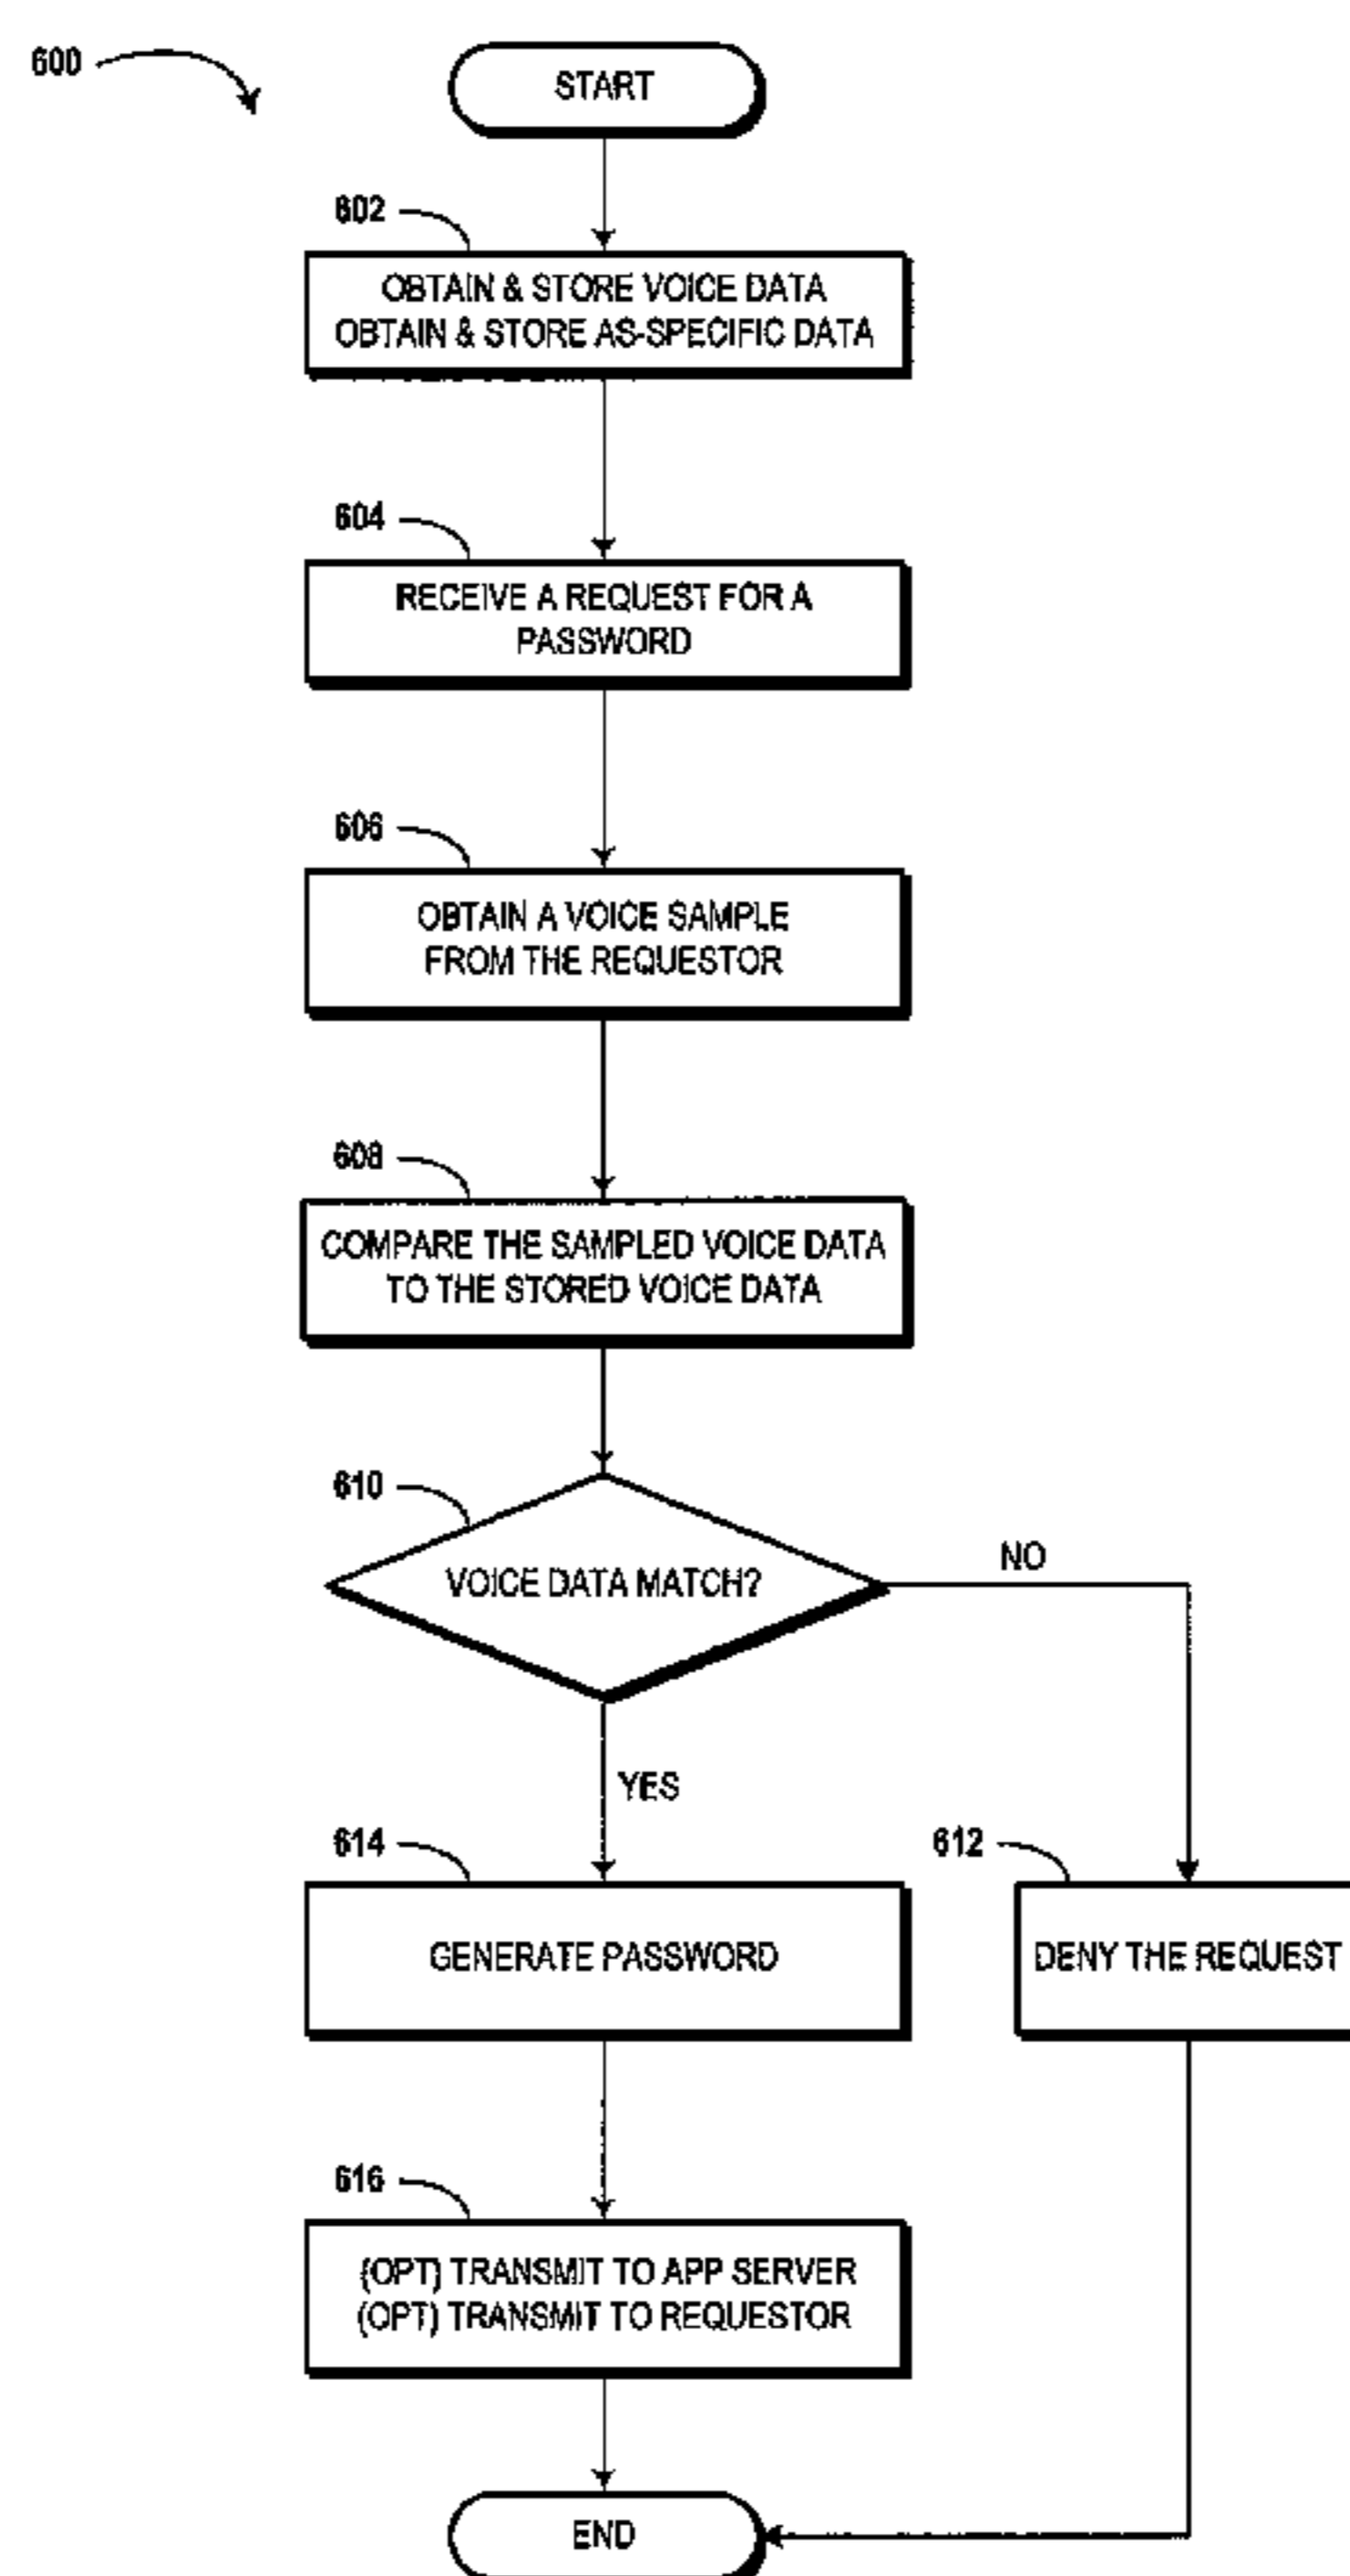 600
START
602
OBTAIN & STORE VOICE DATA
OBTAIN & STORE AS-SPECIFIC DATA
604
RECEIVE A REQUEST FOR A
PASSWORD
606
OBTAIN A VOICE SAMPLE
FROM THE REQUESTOR
608
COMPARE THE SAMPLED VOICE DATA
TO THE STORED VOICE DATA
610
VOICE DATA MATCH?
NO
YES
614
GENERATE PASSWORD
612
DENY THE REQUEST
616
(OPT) TRANSMIT TO APP SERVER
(OPT) TRANSMIT TO REQUESTOR
END